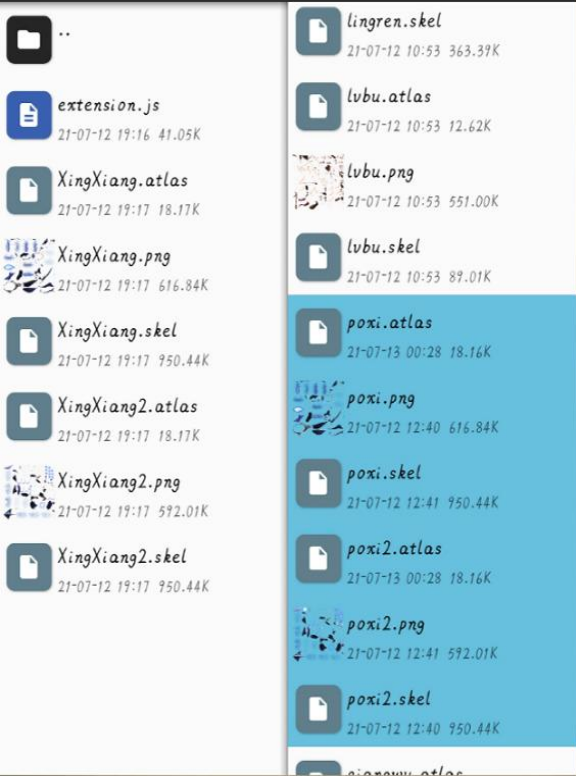 ..
extension.js
21-07-12 19:16 41.05K
XingXiang.atlas
21-07-12 19:17 18.17K
XingXiang.png
21-07-12 19:17 616.84K
XingXiang.skel
21-07-12 19:17 950.44K
XingXiang2.atlas
21-07-12 19:17 18.17K
XingXiang2.png
21-07-12 19:17 592.01K
XingXiang2.skel
21-07-12 19:17 950.44K
lingren.skel
21-07-12 10:53 363.39K
lvbu.atlas
21-07-12 10:53 12.62K
lvbu.png
21-07-12 10:53 551.00K
lvbu.skel
21-07-12 10:53 89.01K
poxi.atlas
21-07-13 00:28 18.16K
poxi.png
21-07-12 12:40 616.84K
poxi.skel
21-07-12 12:41 950.44K
poxi2.atlas
21-07-13 00:28 18.16K
poxi2.png
21-07-12 12:41 592.01K
poxi2.skel
21-07-12 12:40 950.44K